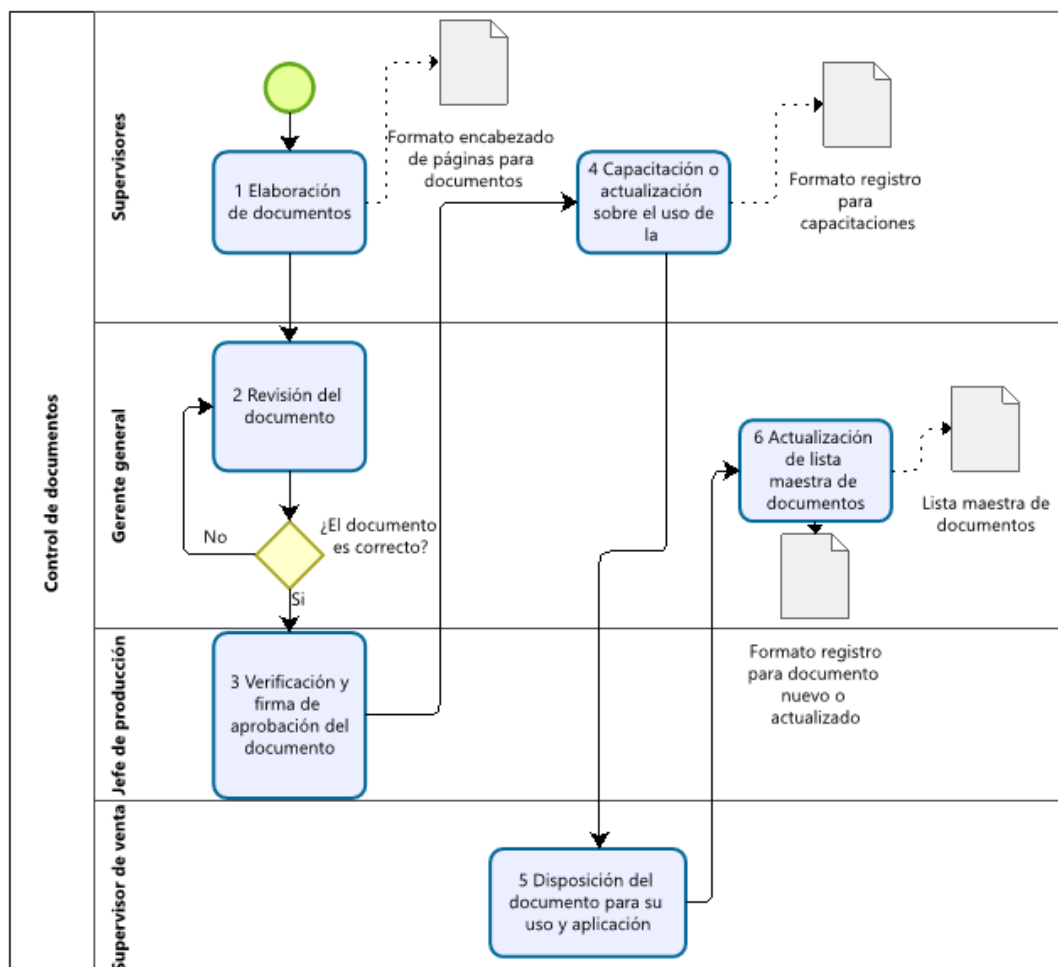 Control de documentos
Supervisores
1 Elaboración
de documentos
Formato encabezado
de páginas para
documentos
4 Capacitación o
actualización
sobre el uso de
la
Formato registro
para
capacitaciones
Gerente general
2 Revisión del
documento
¿El documento
es correcto?
No
Si
6 Actualización
de lista
maestra de
documentos
Lista maestra de
documentos
Formato registro
para documento
nuevo o
actualizado
Jefe de producción
3 Verificación y
firma de
aprobación del
documento
Supervisor de venta
5 Disposición del
documento para su
uso y aplicación